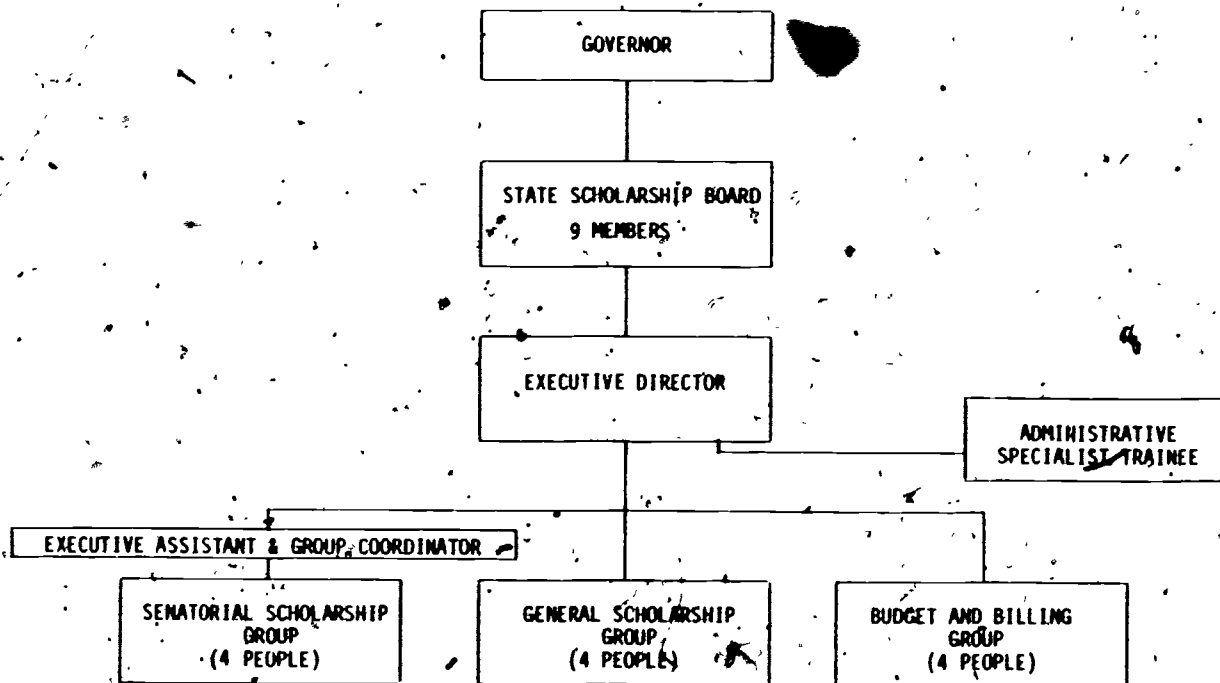 GOVERNOR
STATE SCHOLARSHIP BOARD
9 MEMBERS
EXECUTIVE DIRECTOR
ADMINISTRATIVE
SPECIALIST TRAINEE
EXECUTIVE ASSISTANT & GROUP COORDINATOR
SENATORIAL SCHOLARSHIP
GROUP
(4 PEOPLE)
GENERAL SCHOLARSHIP
GROUP
(4 PEOPLE)
BUDGET AND BILLING
GROUP
(4 PEOPLE)